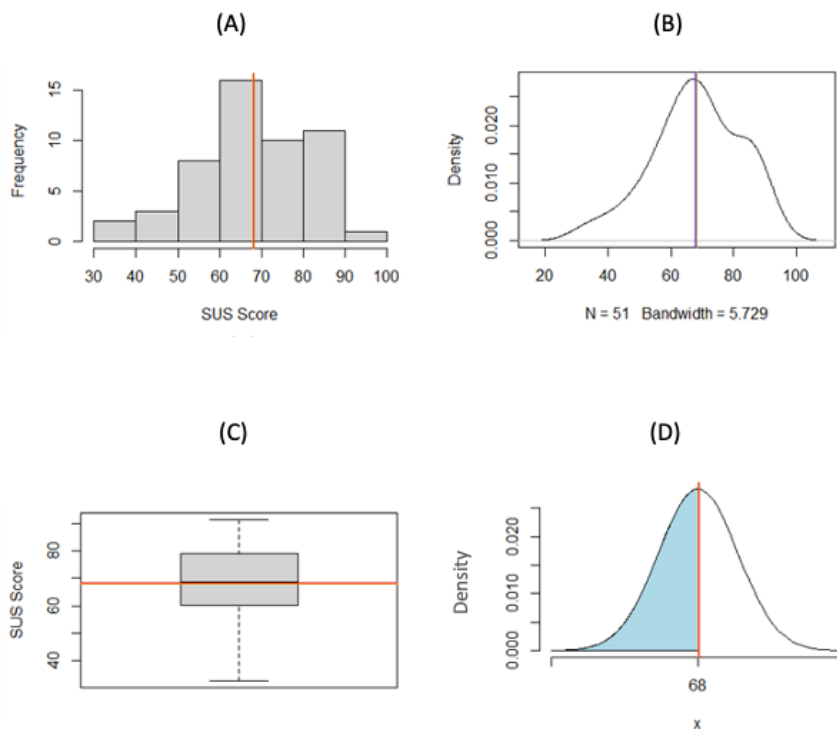 (A)
Frequency
0
5
10
15
30 40 50 60 70 80 90 100
SUS Score
(B)
Density
0.000
0.010
0.020
20 40 60 80 100
N = 51 Bandwidth = 5.729
(C)
SUS Score
40
60
80
(D)
Density
0.000
0.010
0.020
68
x